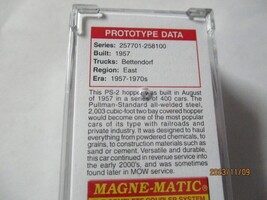 PROTOTYPE DATA
Series: 257701-258100
Built: 1957
Trucks: Bettendorf
Region: East
Era: 1957-1970s
This PS-2 hopper was built in August
of 1957 in a series of 400 cars. The
Pullman-Standard all-welded steel,
2,003 cubic-foot two bay covered hopper
would become one of the most popular
cars of its type with railroads and
private industry. It was designed to haul
everything from powdered chemicals, to
grains, to construction materials such as
sand or cement. Versatile and durable,
this car continued in revenue service into
the early 2000's, and was sometimes
found later in MOW service.
MAGNE-MATIC®
COUPLER SYSTEM
2023/11/09